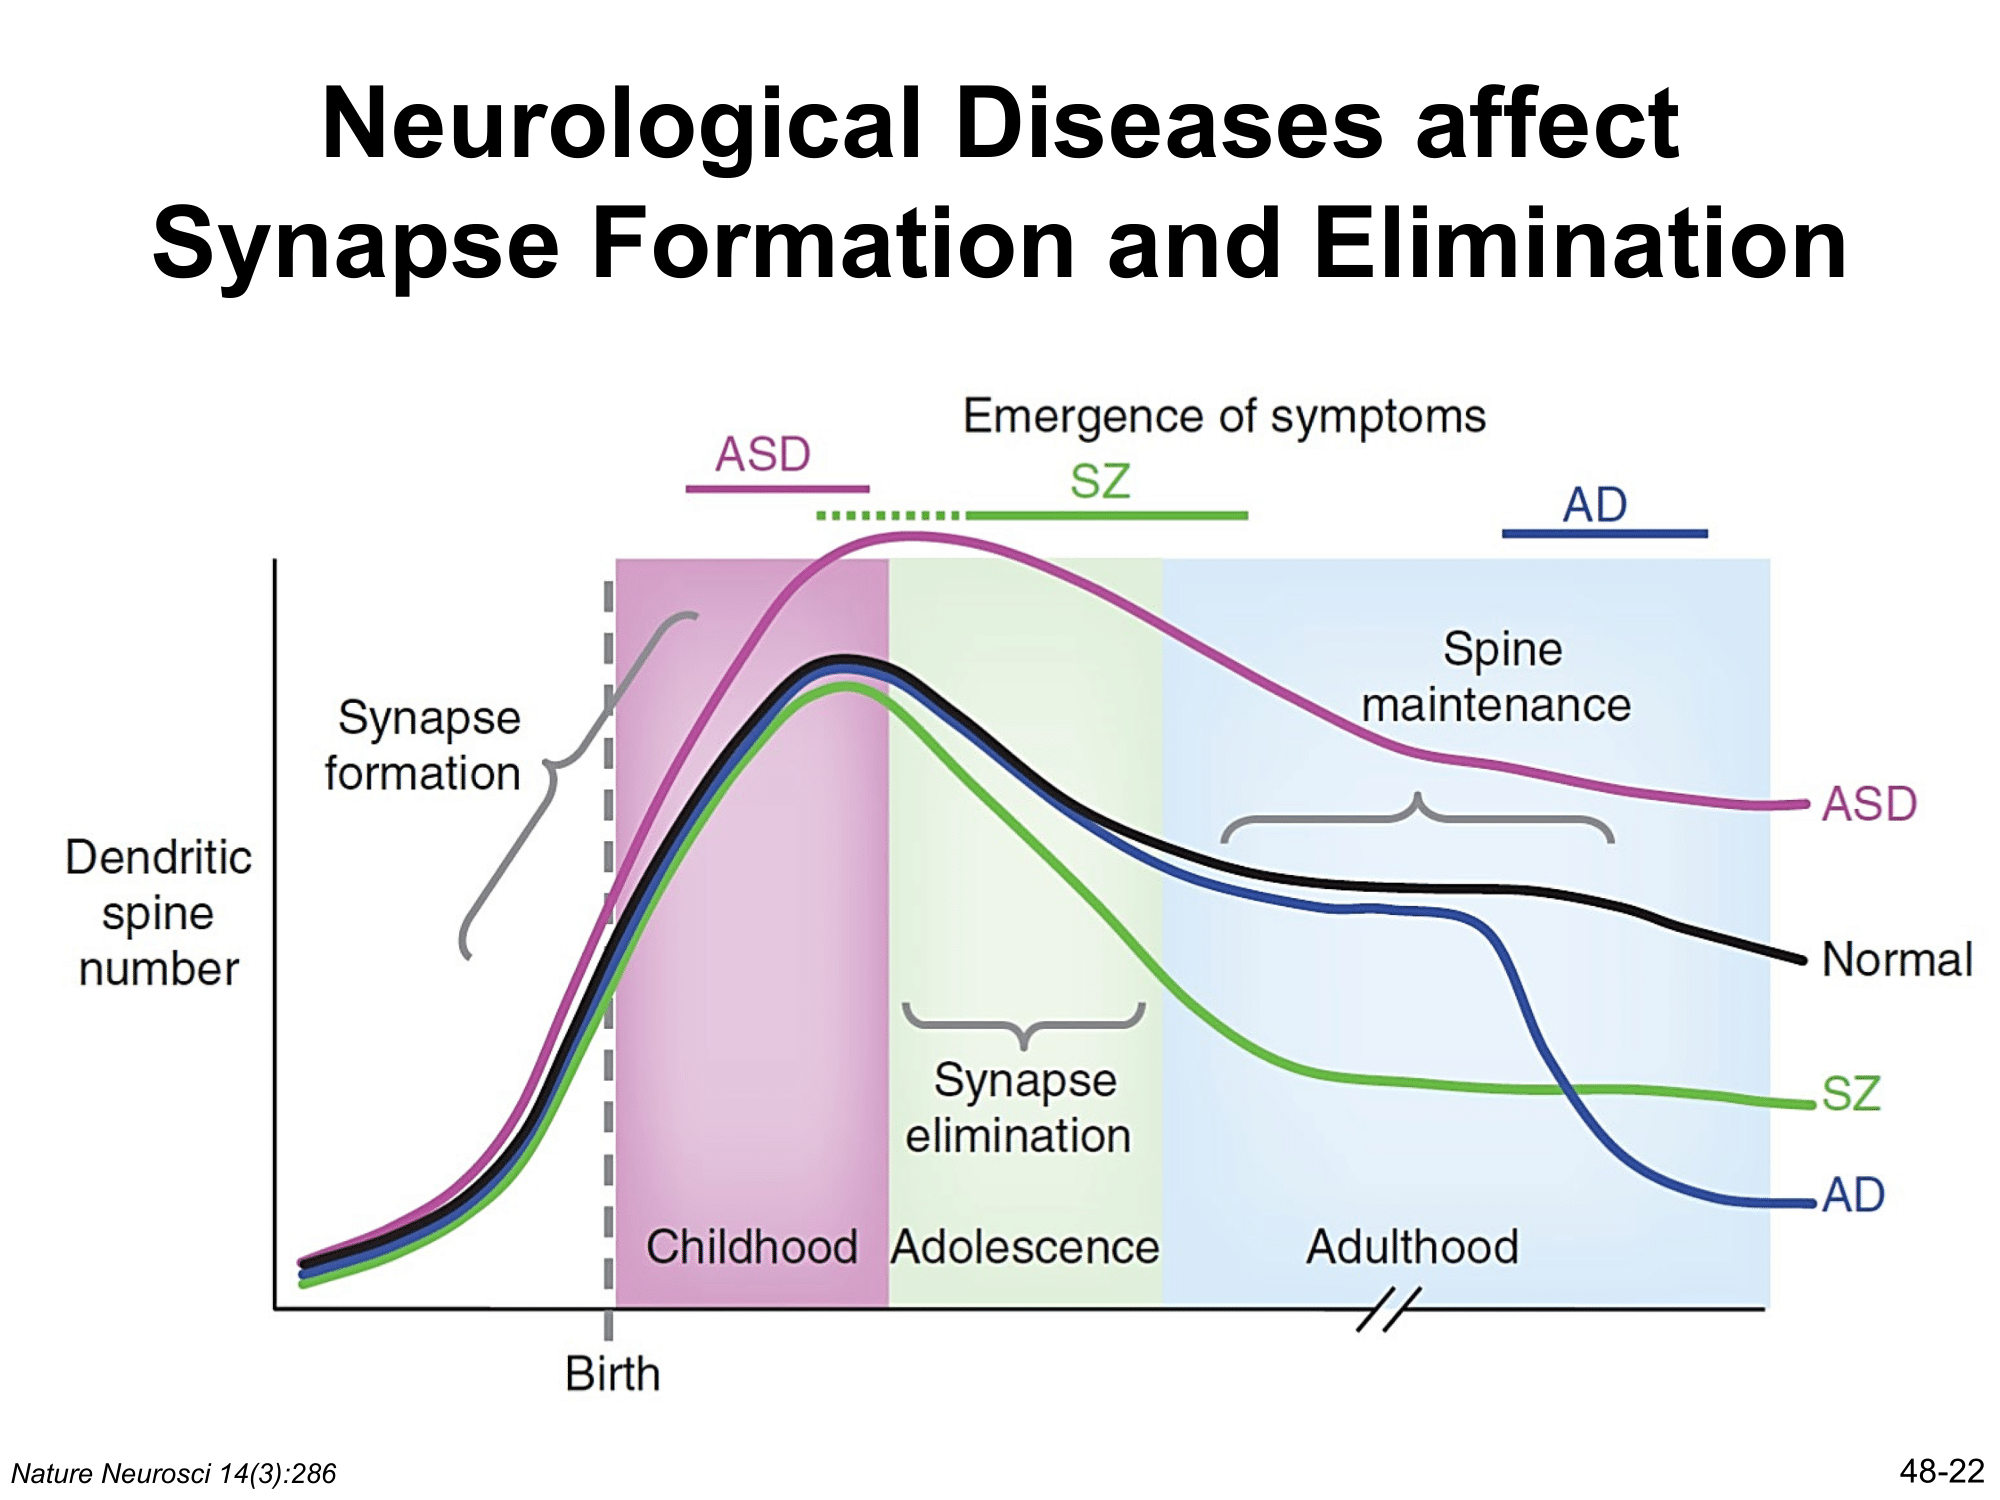 Neurological Diseases affect
Synapse Formation and Elimination
Emergence of symptoms
ASD
SZ
AD
Synapse
formation
Spine
maintenance
Dendritic
spine
number
ASD
Normal
Synapse
elimination
SZ
AD
Childhood
Adolescence
Adulthood
Birth
Nature Neurosci 14(3):286
48-22